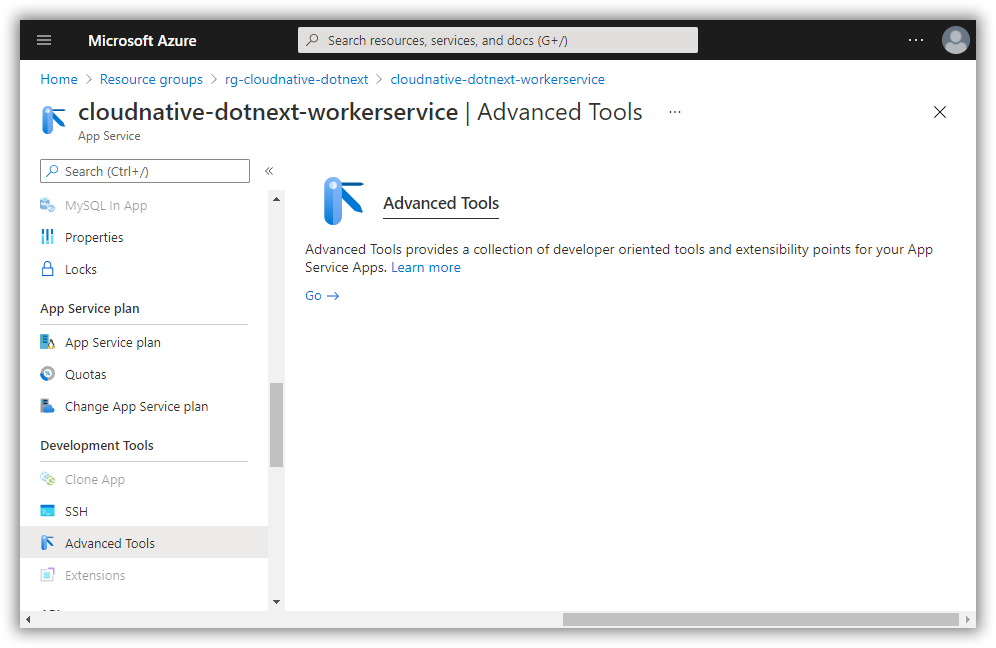 Microsoft Azure
Search resources, services, and docs (G+/)
Home > Resource groups > rg-cloudnative-dotnext > cloudnative-dotnext-workerservice
cloudnative-dotnext-workerservice | Advanced Tools
App Service
Search (Ctrl+/)
MySQL In App
Properties
Locks
App Service plan
App Service plan
Quotas
Change App Service plan
Development Tools
Clone App
SSH
Advanced Tools
Extensions
Advanced Tools
Advanced Tools provides a collection of developer oriented tools and extensibility points for your App
Service Apps. Learn more
Go →